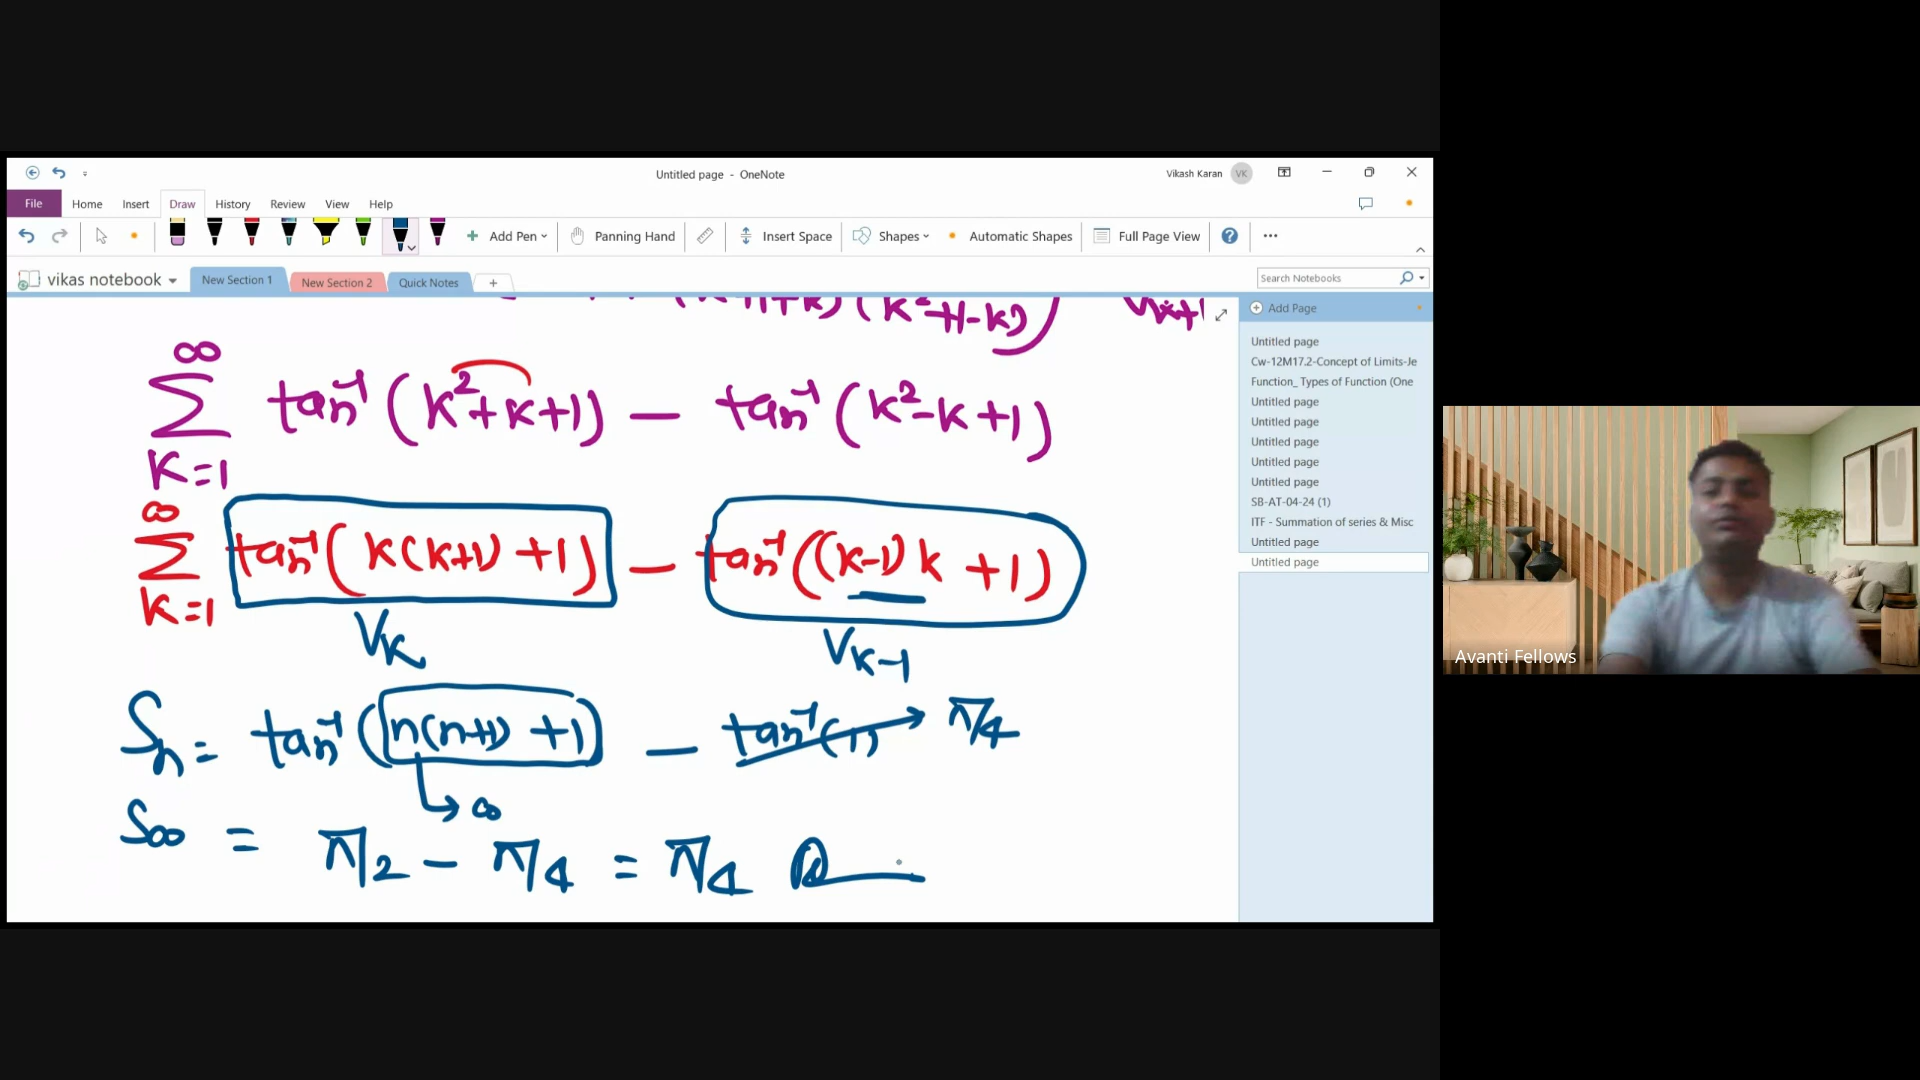 Untitled page - OneNote
Vikash Karan VK
File Home Insert Draw History Review View Help
Add Pen Panning Hand Insert Space Shapes Automatic Shapes Full Page View
vikas notebook New Section 1 New Section 2 Quick Notes +
Search Notebooks
Add Page
Untitled page
Cw-12M17.2-Concept of Limits-Je
Function_ Types of Function (One
Untitled page
Untitled page
Untitled page
Untitled page
Untitled page
SB-AT-04-24 (1)
ITF - Summation of series & Misc
Untitled page
Untitled page
(k²+1-k)
∞
Σ tan⁻¹(k²+k+1) − tan⁻¹(k²-k+1)
K=1
∞
Σ tan⁻¹(k(k+1)+1) − tan⁻¹((k-1)k+1)
K=1
Vk Vk-1
Sn = tan⁻¹(n(n+1)+1) − tan⁻¹(1) → π/4
→ ∞
S∞ = π/2 − π/4 = π/4
Avanti Fellows